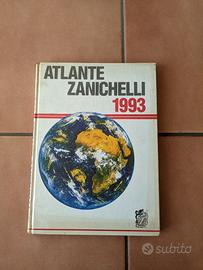 ATLANTE
ZANICHELLI
1993
subito